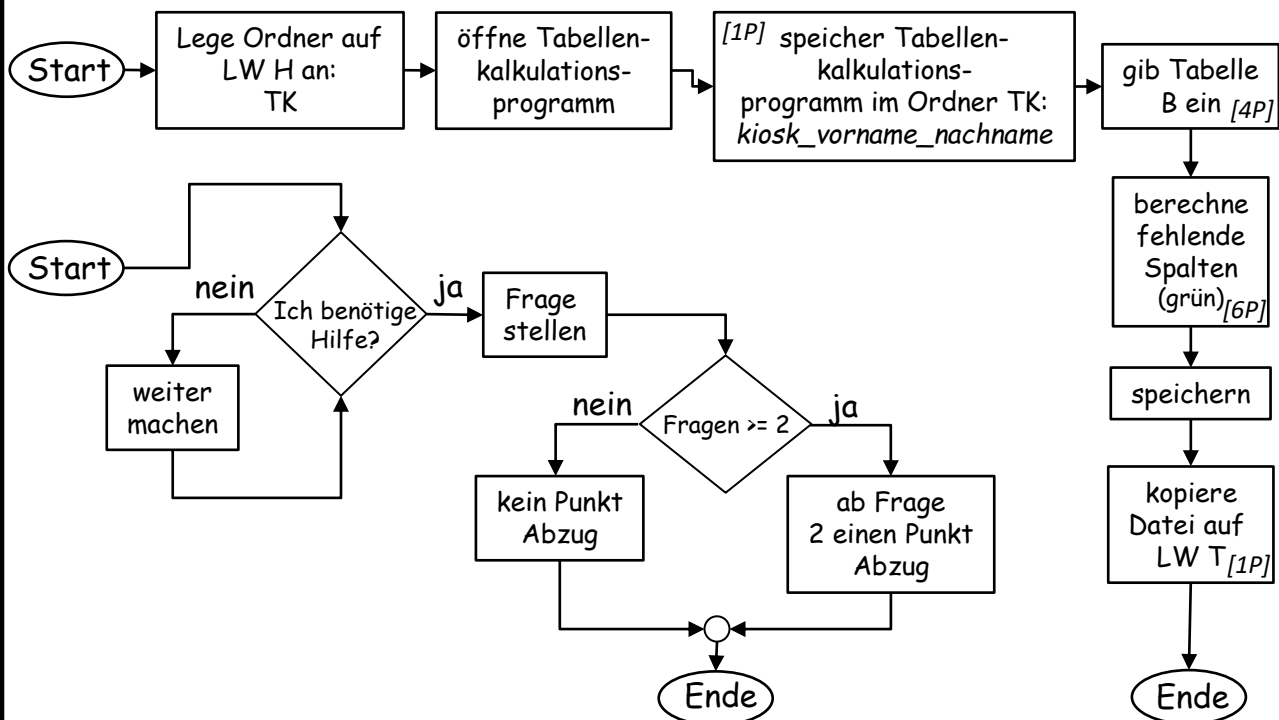 Start
Lege Ordner auf
LW H an:
TK
öffne Tabellen-
kalkulations-
programm
[1P] speicher Tabellen-
kalkulations-
programm im Ordner TK:
kiosk_vorname_nachname
gib Tabelle
B ein [4P]
berechne
fehlende
Spalten
(grün) [6P]
speichern
kopiere
Datei auf
LW T [1P]
Ende
Start
Ich benötige
Hilfe?
nein
weiter
machen
ja
Frage
stellen
Fragen >= 2
nein
kein Punkt
Abzug
ja
ab Frage
2 einen Punkt
Abzug
Ende